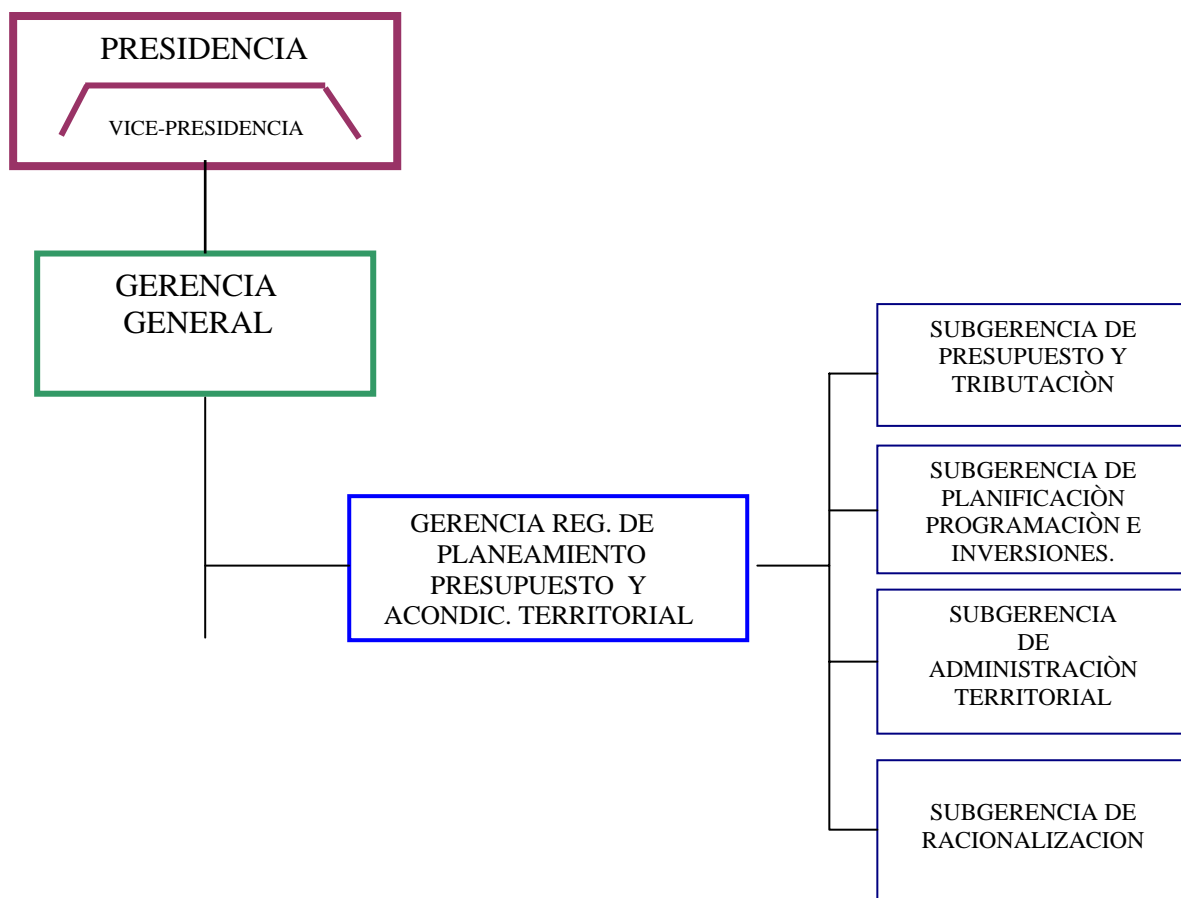 PRESIDENCIA
VICE-PRESIDENCIA
GERENCIA
GENERAL
GERENCIA REG. DE
PLANEAMIENTO
PRESUPUESTO Y
ACONDIC. TERRITORIAL
SUBGERENCIA DE
PRESUPUESTO Y
TRIBUTACIÒN
SUBGERENCIA DE
PLANIFICACIÒN
PROGRAMACIÒN E
INVERSIONES.
SUBGERENCIA
DE
ADMINISTRACIÒN
TERRITORIAL
SUBGERENCIA DE
RACIONALIZACION